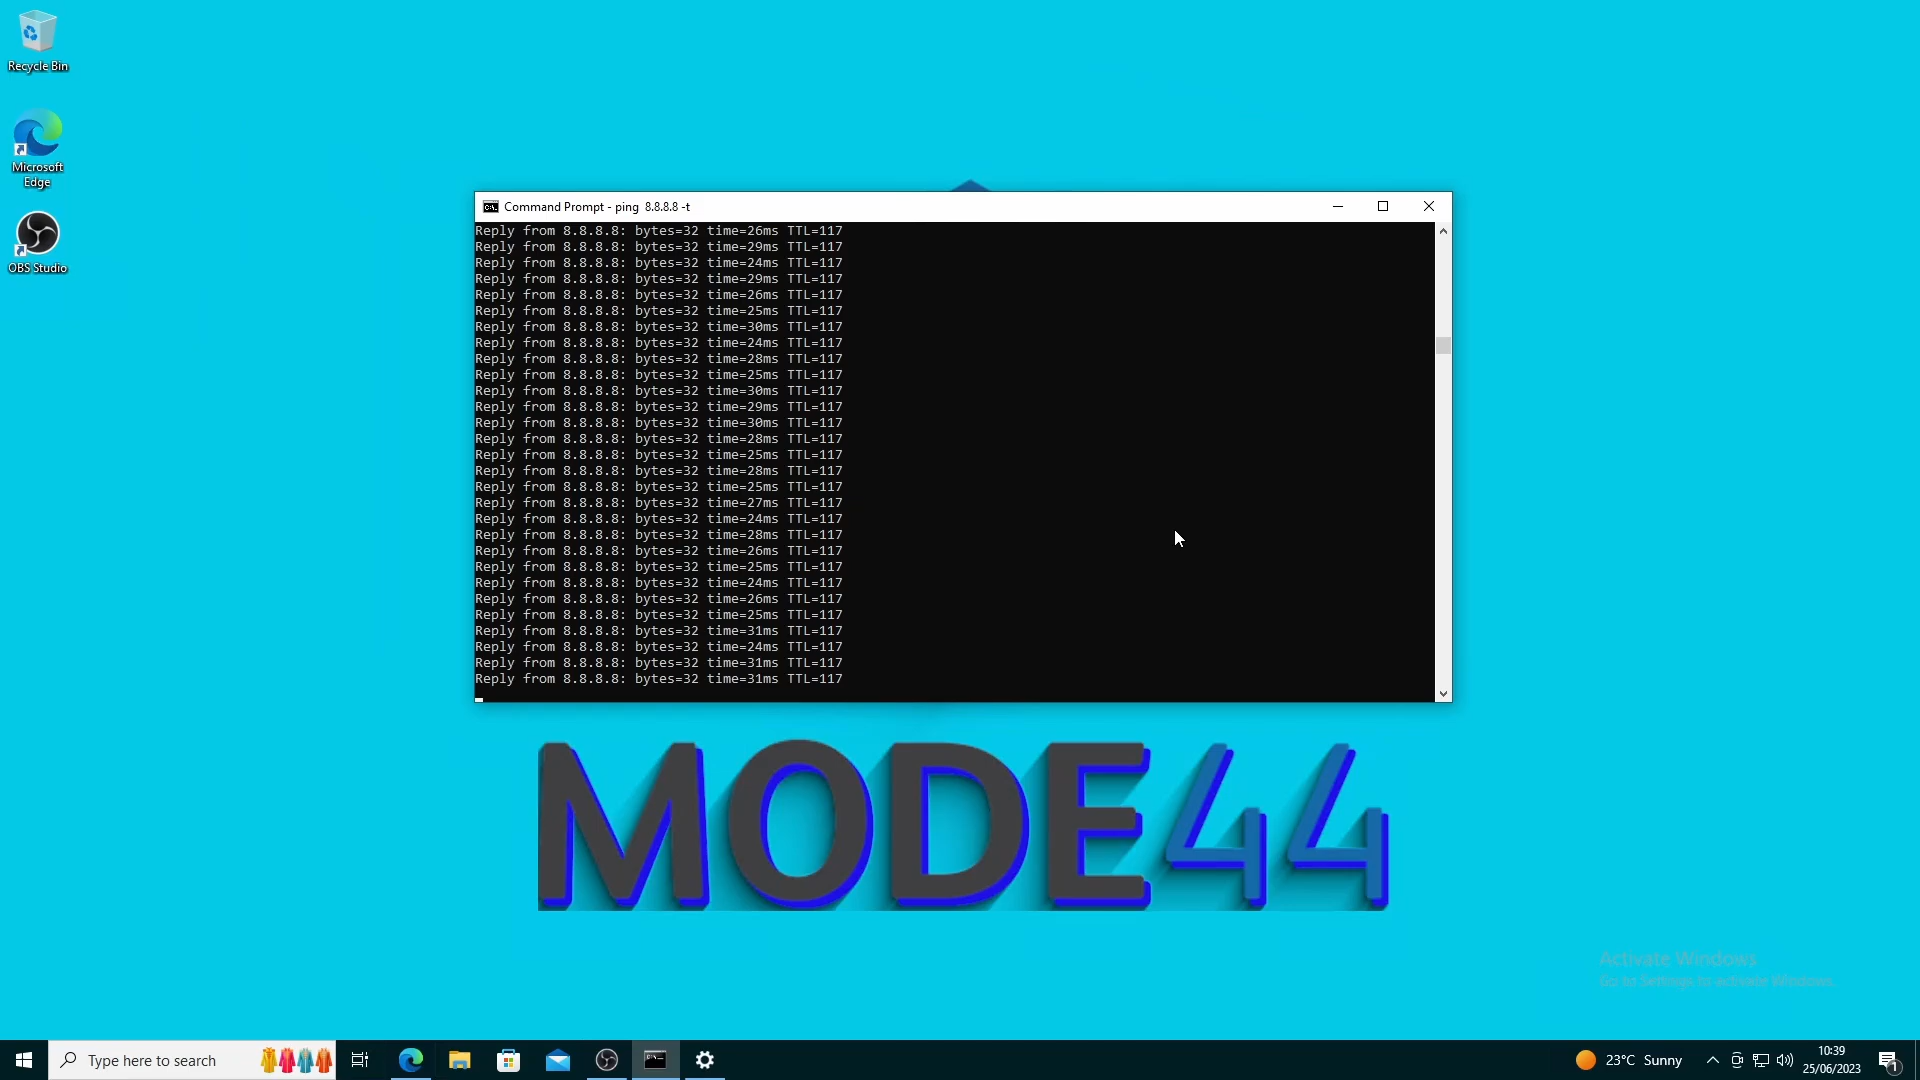 Recycle Bin
Microsoft
Edge
OBS Studio
Command Prompt - ping  8.8.8.8 -t
Reply from 8.8.8.8: bytes=32 time=26ms TTL=117
Reply from 8.8.8.8: bytes=32 time=29ms TTL=117
Reply from 8.8.8.8: bytes=32 time=24ms TTL=117
Reply from 8.8.8.8: bytes=32 time=29ms TTL=117
Reply from 8.8.8.8: bytes=32 time=26ms TTL=117
Reply from 8.8.8.8: bytes=32 time=25ms TTL=117
Reply from 8.8.8.8: bytes=32 time=30ms TTL=117
Reply from 8.8.8.8: bytes=32 time=24ms TTL=117
Reply from 8.8.8.8: bytes=32 time=28ms TTL=117
Reply from 8.8.8.8: bytes=32 time=25ms TTL=117
Reply from 8.8.8.8: bytes=32 time=30ms TTL=117
Reply from 8.8.8.8: bytes=32 time=29ms TTL=117
Reply from 8.8.8.8: bytes=32 time=30ms TTL=117
Reply from 8.8.8.8: bytes=32 time=28ms TTL=117
Reply from 8.8.8.8: bytes=32 time=25ms TTL=117
Reply from 8.8.8.8: bytes=32 time=28ms TTL=117
Reply from 8.8.8.8: bytes=32 time=25ms TTL=117
Reply from 8.8.8.8: bytes=32 time=27ms TTL=117
Reply from 8.8.8.8: bytes=32 time=24ms TTL=117
Reply from 8.8.8.8: bytes=32 time=28ms TTL=117
Reply from 8.8.8.8: bytes=32 time=26ms TTL=117
Reply from 8.8.8.8: bytes=32 time=25ms TTL=117
Reply from 8.8.8.8: bytes=32 time=24ms TTL=117
Reply from 8.8.8.8: bytes=32 time=26ms TTL=117
Reply from 8.8.8.8: bytes=32 time=25ms TTL=117
Reply from 8.8.8.8: bytes=32 time=31ms TTL=117
Reply from 8.8.8.8: bytes=32 time=24ms TTL=117
Reply from 8.8.8.8: bytes=32 time=31ms TTL=117
Reply from 8.8.8.8: bytes=32 time=31ms TTL=117
MODE44
Activate Windows
Go to Settings to activate Windows.
Type here to search
23°C Sunny
10:39
25/06/2023
1